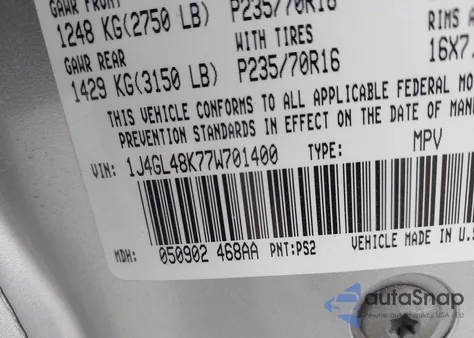 GAWR FRONT
1248 KG(2750 LB) P235/70R16
WITH TIRES RIMS A
GAWR REAR
1429 KG(3150 LB) P235/70R16 16X7.
THIS VEHICLE CONFORMS TO ALL APPLICABLE FEDERAL MO
PREVENTION STANDARDS IN EFFECT ON THE DATE OF MANU
VIN: 1J4GL48K77W701400 TYPE: MPV
MDH: 050902 468AA PNT:PS2 VEHICLE MADE IN U.S
autoSnap